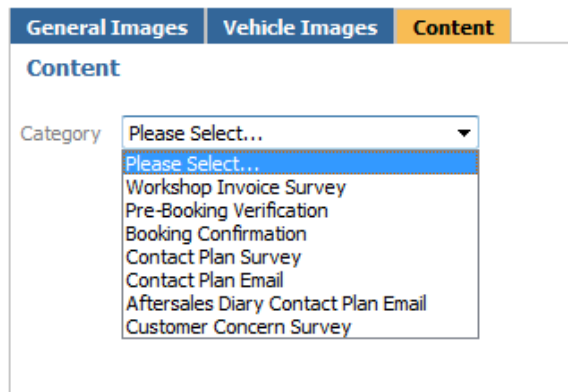 General Images Vehicle Images Content
Content
Category Please Select...
Please Select...
Workshop Invoice Survey
Pre-Booking Verification
Booking Confirmation
Contact Plan Survey
Contact Plan Email
Aftersales Diary Contact Plan Email
Customer Concern Survey